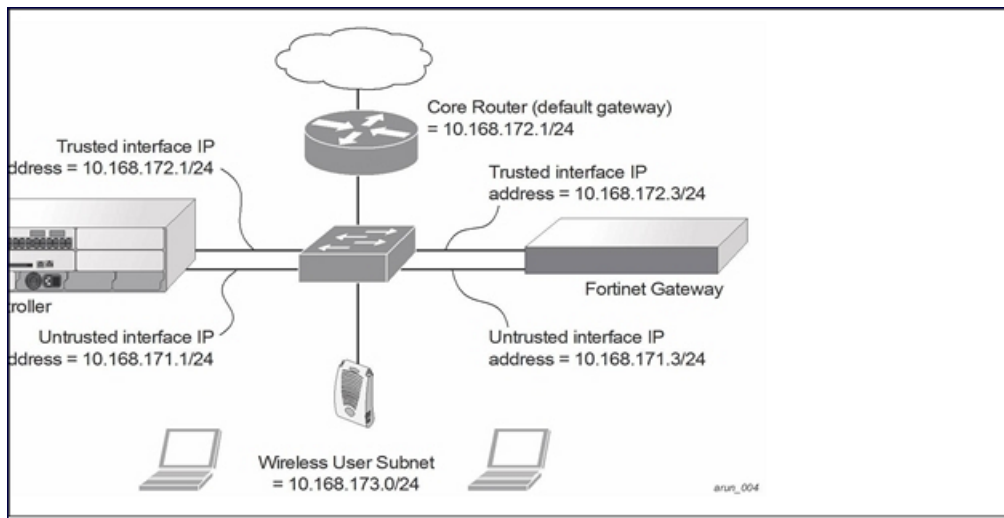 Core Router (default gateway)
= 10.168.172.1/24
Trusted interface IP
ddress = 10.168.172.1/24
Trusted interface IP
address = 10.168.172.3/24
troller
Fortinet Gateway
Untrusted interface IP
ddress = 10.168.171.1/24
Untrusted interface IP
address = 10.168.171.3/24
Wireless User Subnet
= 10.168.173.0/24
arun_004